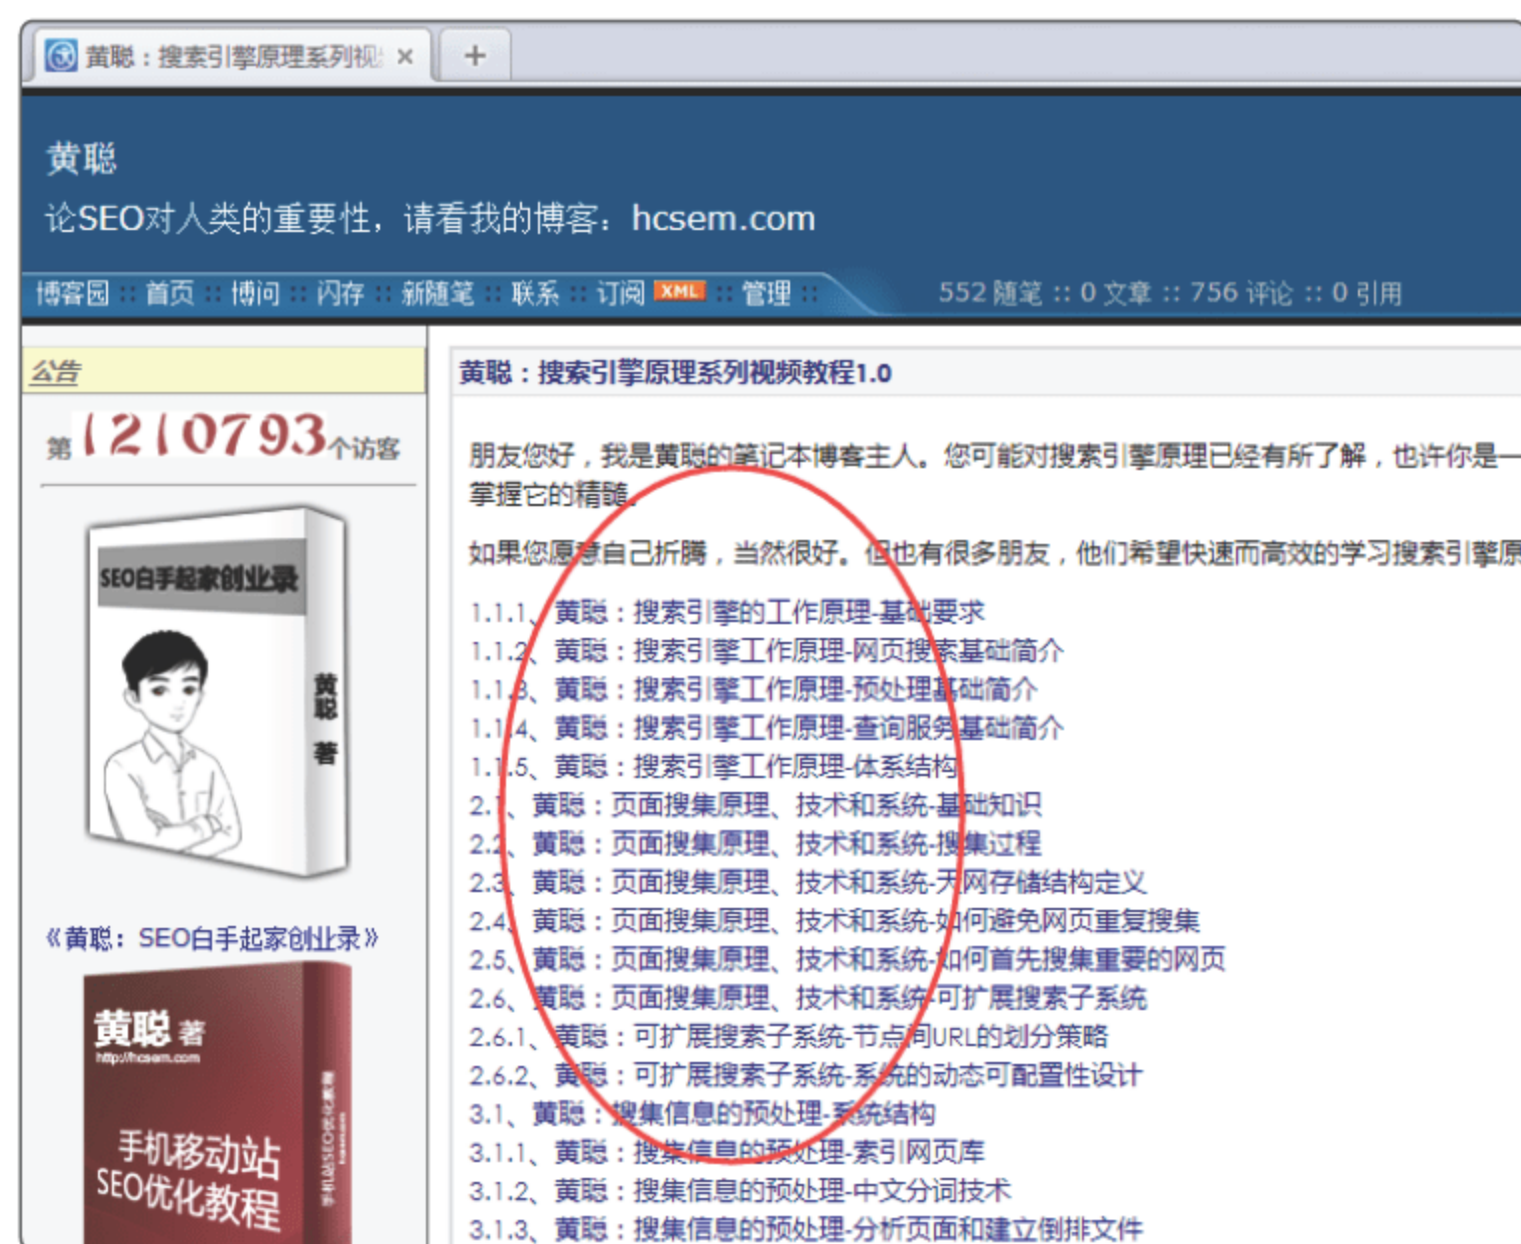 黄聪：搜索引擎原理系列视
黄聪
论SEO对人类的重要性，请看我的博客：hcsem.com
博客园 :: 首页 :: 博问 :: 闪存 :: 新随笔 :: 联系 :: 订阅 XML :: 管理 ::
552 随笔 :: 0 文章 :: 756 评论 :: 0 引用
公告
第1210793个访客
SEO白手起家创业录
黄聪 著
《黄聪：SEO白手起家创业录》
黄聪 著
http://hcsem.com
手机移动站
SEO优化教程
黄聪：搜索引擎原理系列视频教程1.0
朋友您好，我是黄聪的笔记本博客主人。您可能对搜索引擎原理已经有所了解，也许你是一
掌握它的精髓。
如果您愿意自己折腾，当然很好。但也有很多朋友，他们希望快速而高效的学习搜索引擎原
1.1.1、黄聪：搜索引擎的工作原理-基础要求
1.1.2、黄聪：搜索引擎工作原理-网页搜索基础简介
1.1.3、黄聪：搜索引擎工作原理-预处理基础简介
1.1.4、黄聪：搜索引擎工作原理-查询服务基础简介
1.1.5、黄聪：搜索引擎工作原理-体系结构
2.1、黄聪：页面搜集原理、技术和系统-基础知识
2.2、黄聪：页面搜集原理、技术和系统-搜集过程
2.3、黄聪：页面搜集原理、技术和系统-天网存储结构定义
2.4、黄聪：页面搜集原理、技术和系统-如何避免网页重复搜集
2.5、黄聪：页面搜集原理、技术和系统-如何首先搜集重要的网页
2.6、黄聪：页面搜集原理、技术和系统-可扩展搜索子系统
2.6.1、黄聪：可扩展搜索子系统-节点间URL的划分策略
2.6.2、黄聪：可扩展搜索子系统-系统的动态可配置性设计
3.1、黄聪：搜集信息的预处理-系统结构
3.1.1、黄聪：搜集信息的预处理-索引网页库
3.1.2、黄聪：搜集信息的预处理-中文分词技术
3.1.3、黄聪：搜集信息的预处理-分析页面和建立倒排文件